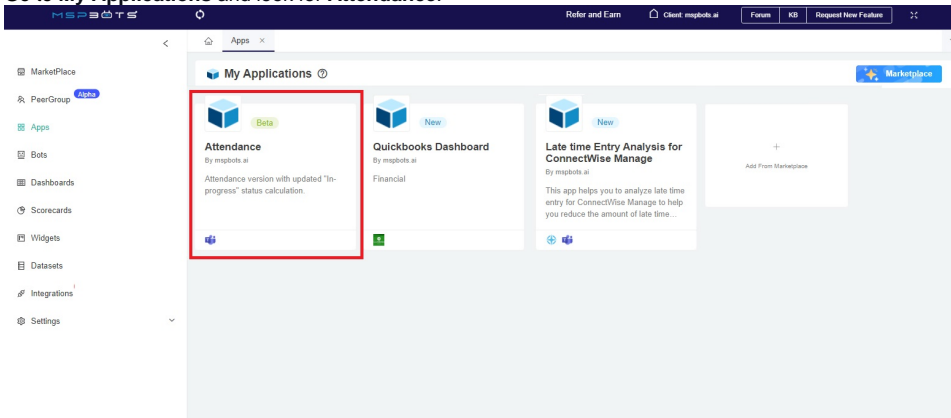 Go to My Applications and look for Attendance.
MSPBOTS
Refer and Earn
Client: mspbots.ai
Forum
KB
Request New Feature
Apps ×
MarketPlace
PeerGroup Alpha
Apps
Bots
Dashboards
Scorecards
Widgets
Datasets
Integrations
Settings
My Applications
Marketplace
Beta
Attendance
By mspbots.ai
Attendance version with updated "In-
progress" status calculation.
New
Quickbooks Dashboard
By mspbots.ai
Financial
New
Late time Entry Analysis for
ConnectWise Manage
By mspbots.ai
This app helps you to analyze late time
entry for ConnectWise Manage to help
you reduce the amount of late time...
+
Add From Marketplace